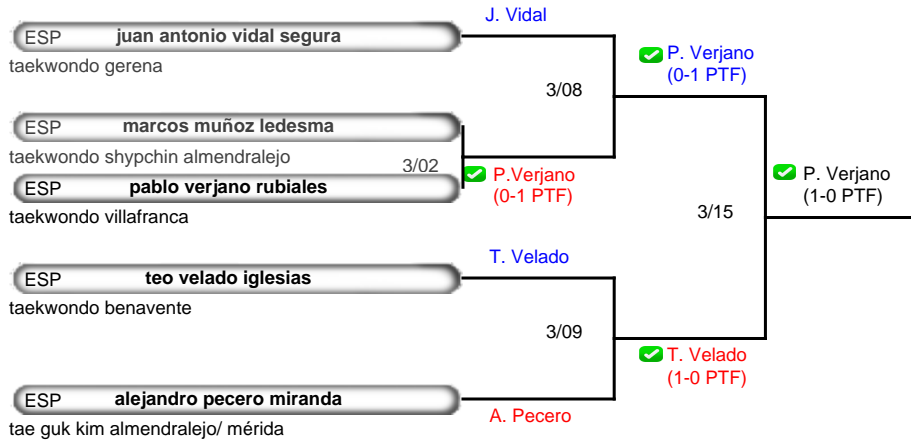 J. Vidal
ESP juan antonio vidal segura
taekwondo gerena
P. Verjano
(0-1 PTF)
3/08
ESP marcos muñoz ledesma
taekwondo shypchin almendralejo
3/02
P.Verjano
(0-1 PTF)
ESP pablo verjano rubiales
taekwondo villafranca
P. Verjano
(1-0 PTF)
3/15
T. Velado
ESP teo velado iglesias
taekwondo benavente
3/09
T. Velado
(1-0 PTF)
ESP alejandro pecero miranda
A. Pecero
tae guk kim almendralejo/ mérida